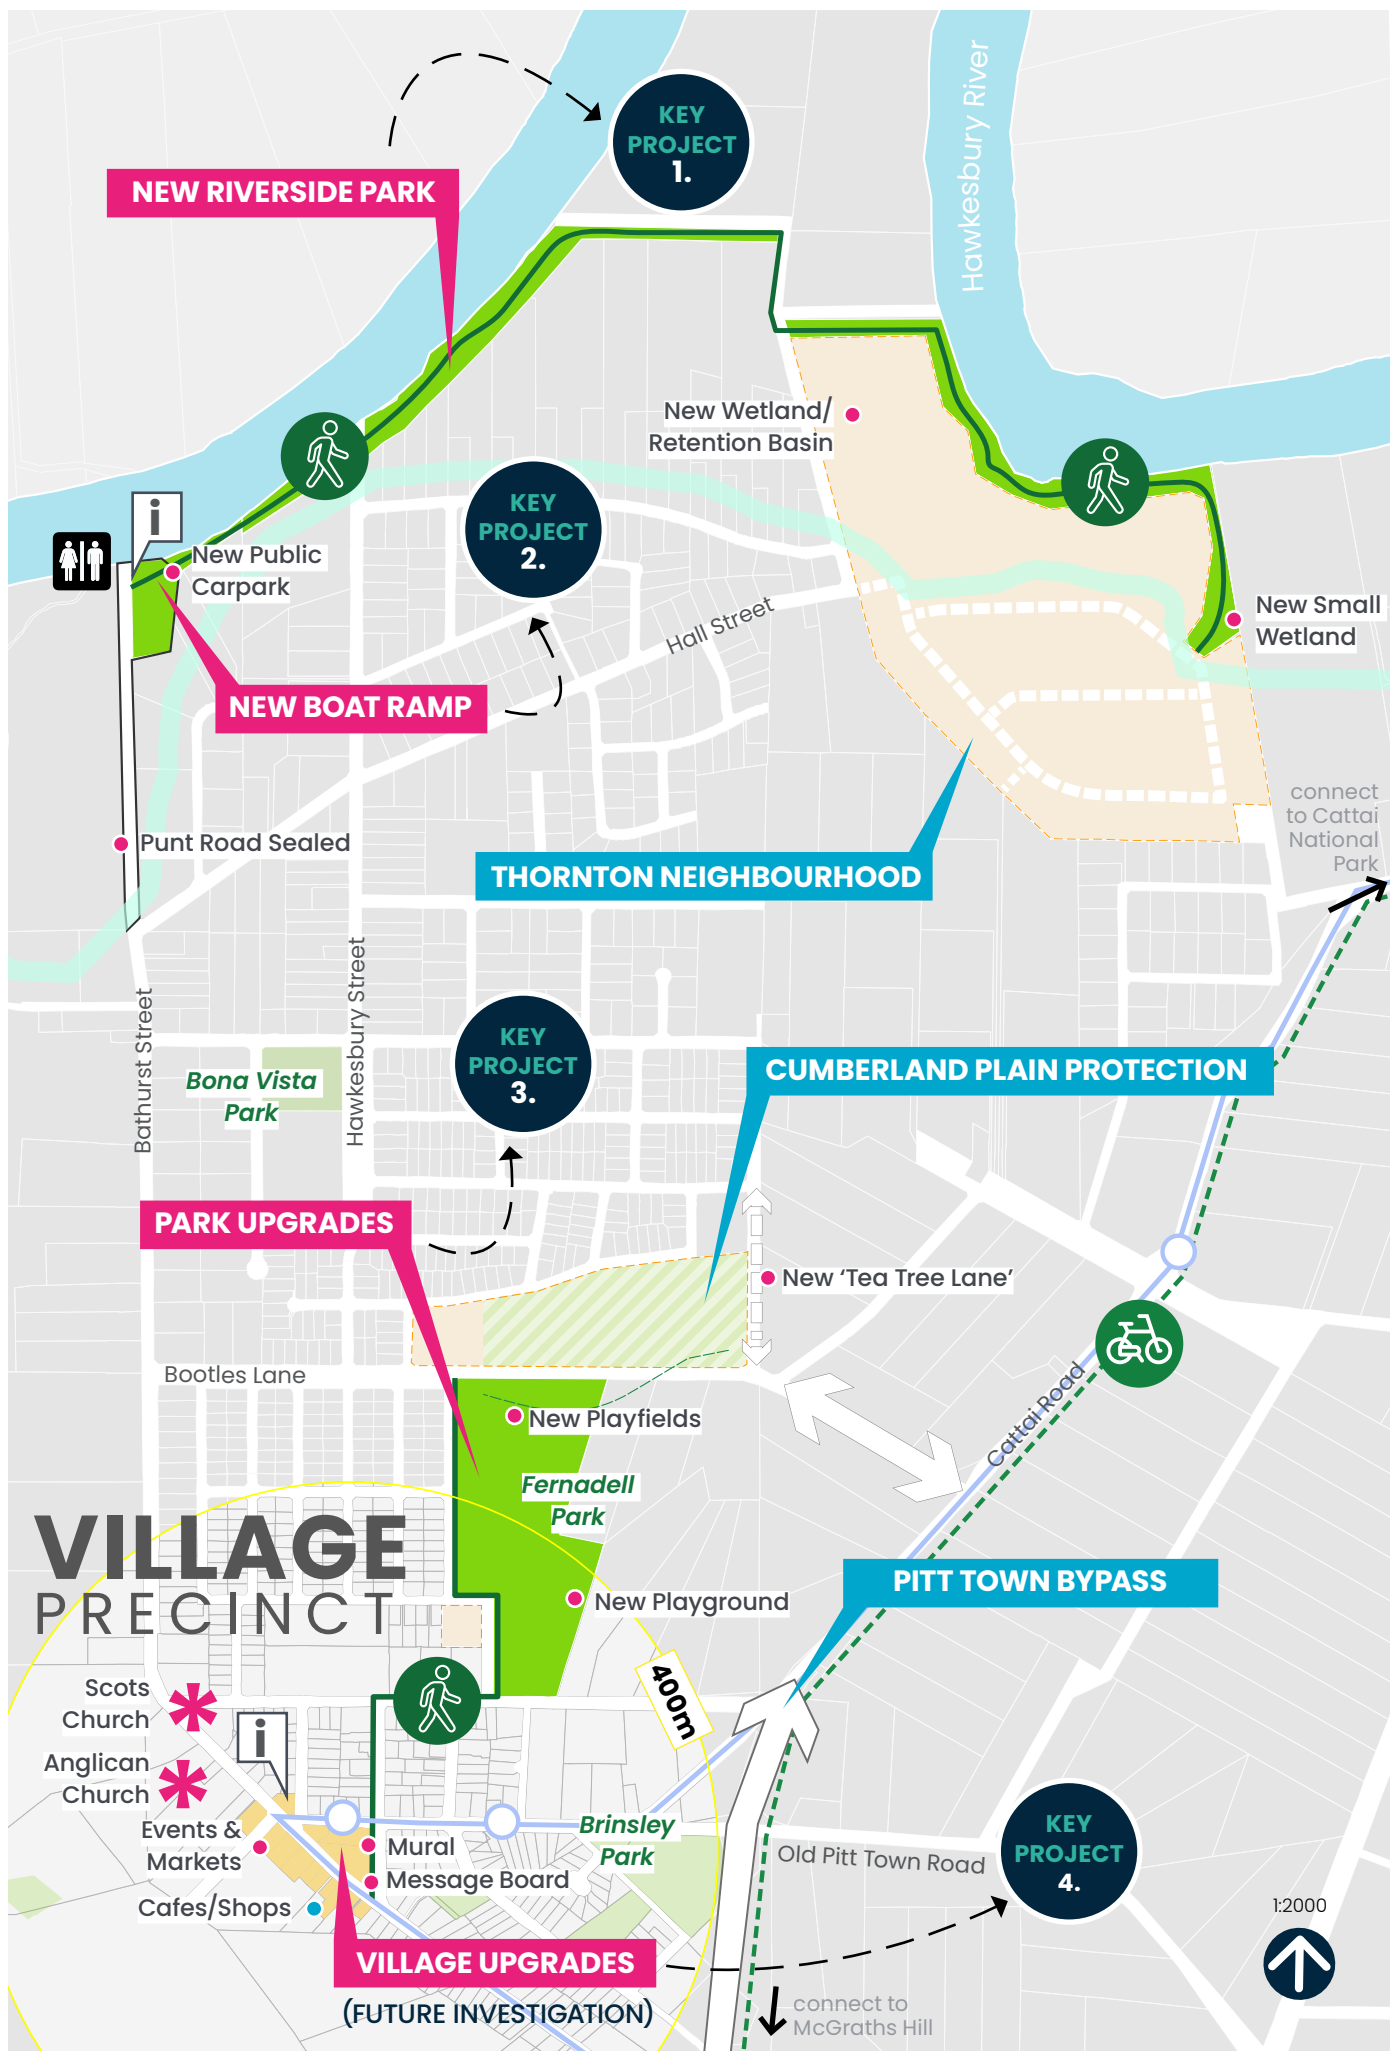 KEY
PROJECT
1.
Hawkesbury River
NEW RIVERSIDE PARK
New Wetland/
Retention Basin
KEY
PROJECT
2.
i
New Public
Carpark
Hall Street
New Small
Wetland
NEW BOAT RAMP
connect
to Cattai
National
Park
Punt Road Sealed
THORNTON NEIGHBOURHOOD
Bathurst Street
Hawkesbury Street
KEY
PROJECT
3.
Bona Vista
Park
CUMBERLAND PLAIN PROTECTION
PARK UPGRADES
New ‘Tea Tree Lane’
Bootles Lane
New Playfields
Cattai Road
Fernadell
Park
VILLAGE
PRECINCT
PITT TOWN BYPASS
New Playground
400m
Scots
Church
i
Anglican
Church
Events &
Markets
Mural
Message Board
Brinsley
Park
Cafes/Shops
Old Pitt Town Road
KEY
PROJECT
4.
1:2000
VILLAGE UPGRADES
(FUTURE INVESTIGATION)
connect to
McGraths Hill